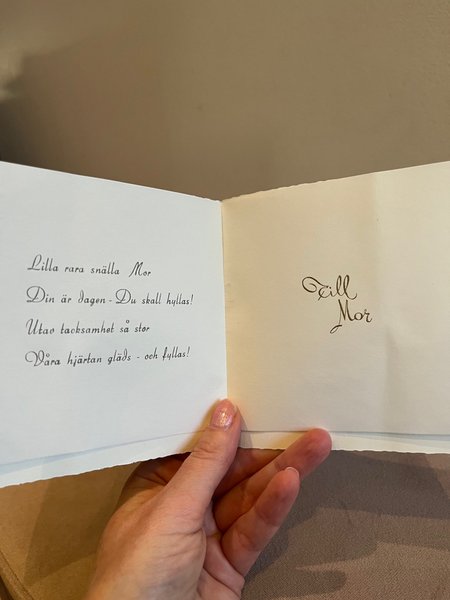 Lilla rara snälla Mor
Din är dagen - Du skall hyllas!
Utav tacksamhet så stor
Våra hjärtan gläds - och fyllas!
Till
Mor